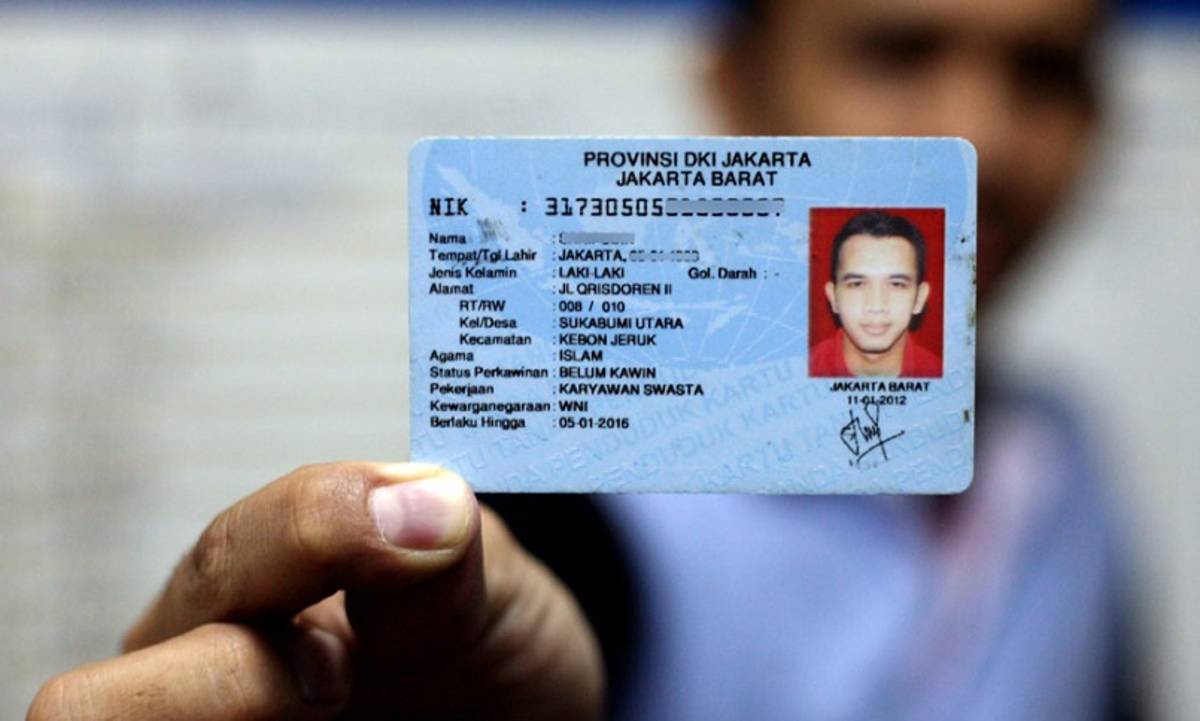 PROVINSI DKI JAKARTA
JAKARTA BARAT
NIK : 31730505
Nama :
Tempat/Tgl Lahir : JAKARTA,
Jenis Kelamin : LAKI-LAKI Gol. Darah : -
Alamat : JL QRISDOREN II
RT/RW : 008 / 010
Kel/Desa : SUKABUMI UTARA
Kecamatan : KEBON JERUK
Agama : ISLAM
Status Perkawinan : BELUM KAWIN
Pekerjaan : KARYAWAN SWASTA
Kewarganegaraan : WNI
Berlaku Hingga : 05-01-2016
JAKARTA BARAT
11-01-2012